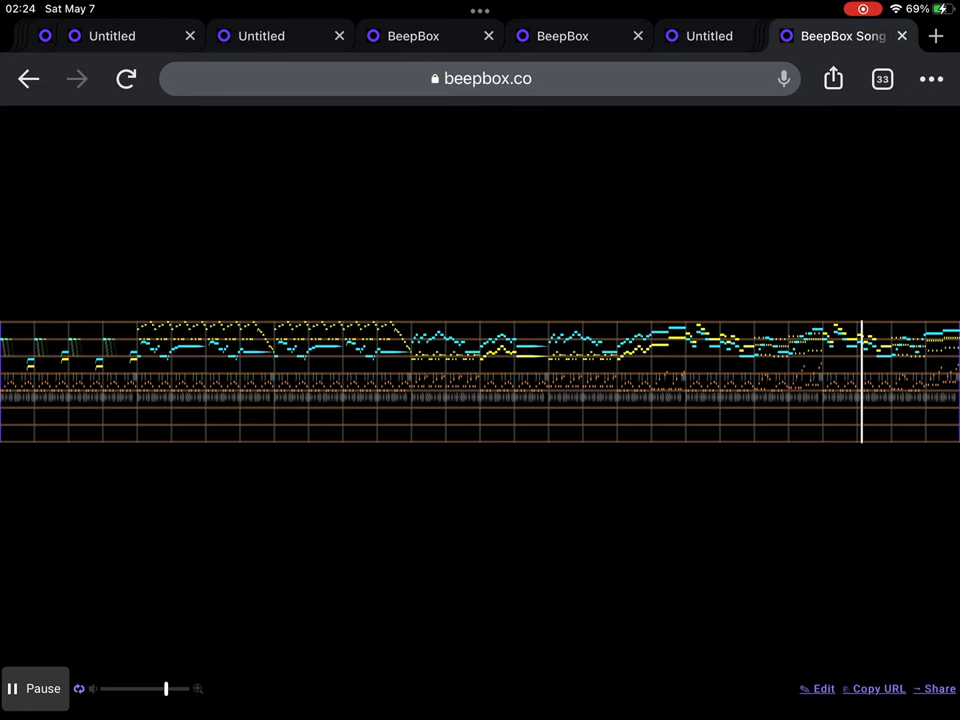 02:24 Sat May 7 69%
Untitled Untitled BeepBox BeepBox Untitled BeepBox Song
beepbox.co 33
Pause Edit Copy URL Share